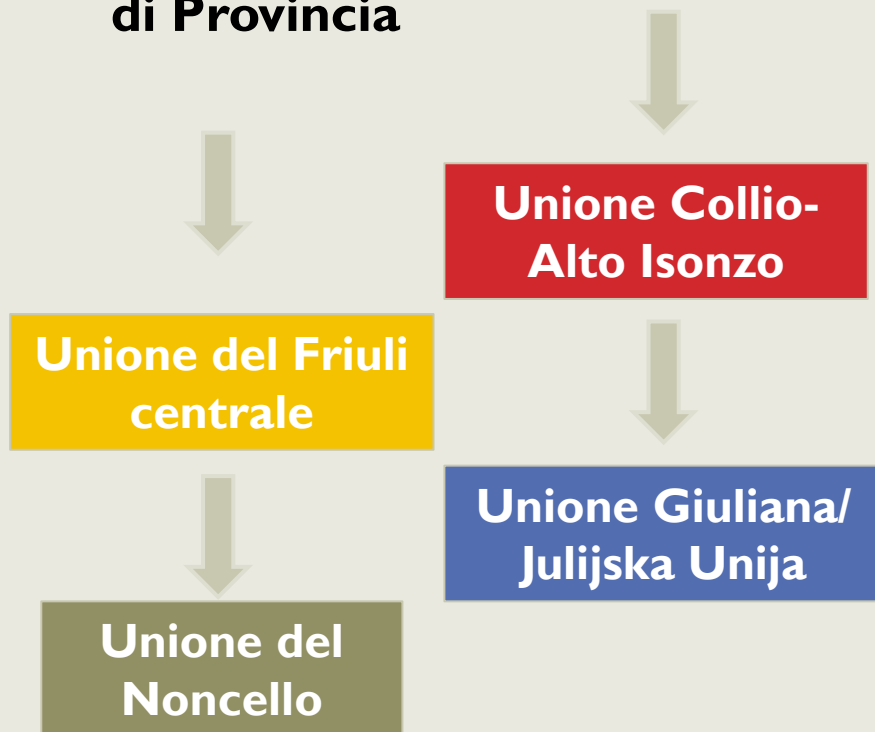 di Provincia
Unione Collio-
Alto Isonzo
Unione del Friuli
centrale
Unione Giuliana/
Julijska Unija
Unione del
Noncello